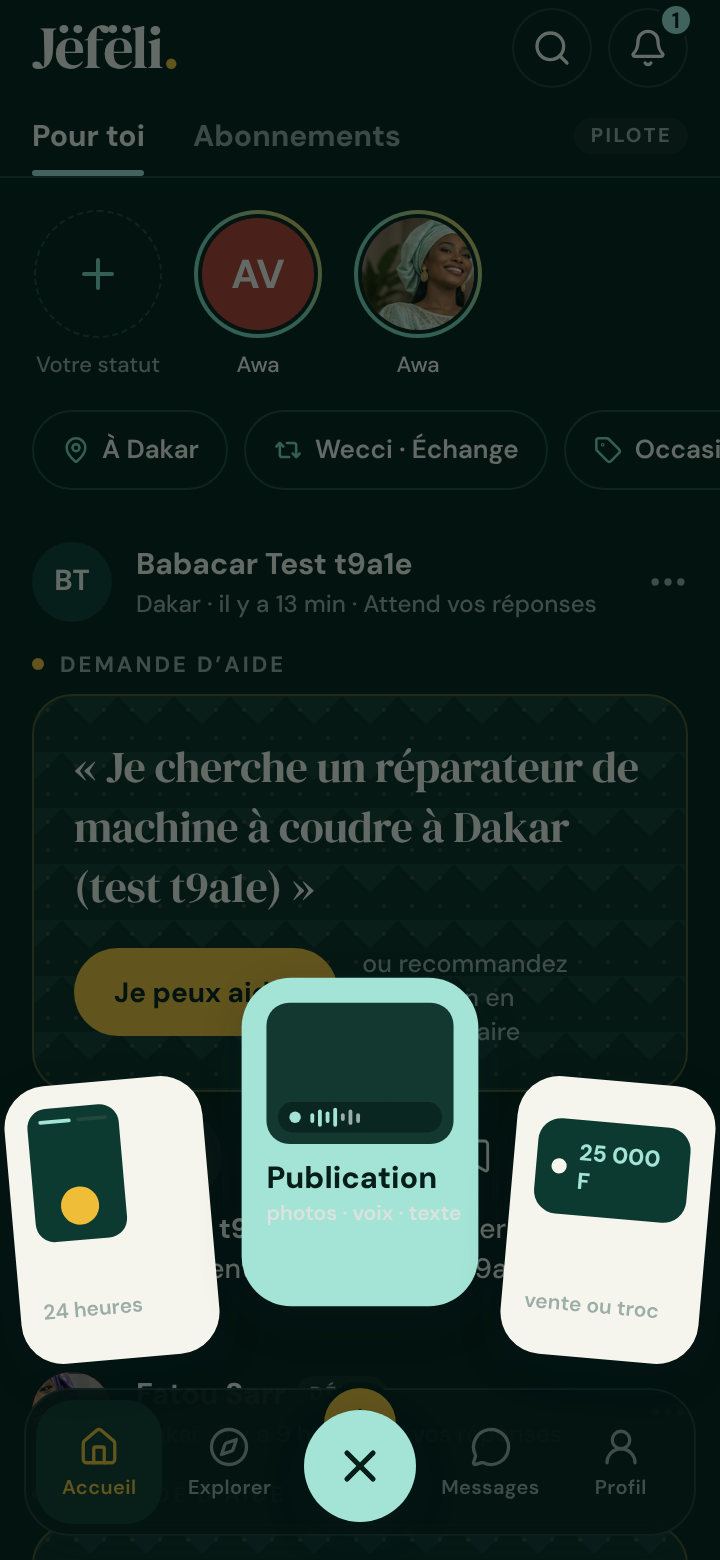 Jëfëli.
1
Pour toi
Abonnements
PILOTE
AV
Votre statut
Awa
Awa
À Dakar
Wecci · Échange
Occasi
BT
Babacar Test t9a1e
Dakar · il y a 13 min · Attend vos réponses
DEMANDE D’AIDE
« Je cherche un réparateur de
machine à coudre à Dakar
(test t9a1e) »
Je peux aid
ou recommandez
en
aire
25 000
F
Publication
photos · voix · texte
24 heures
vente ou troc
Fatou Sarr
Accueil
Explorer
Messages
Profil